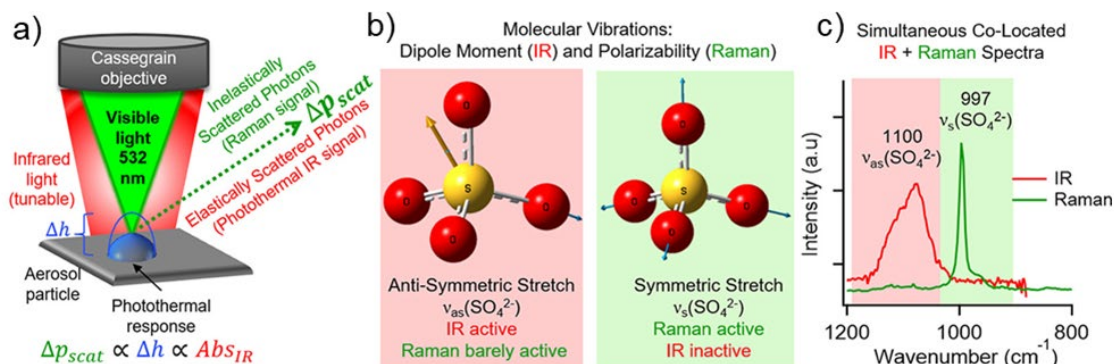 a)
Cassegrain
objective
Visible
light
532
nm
Infrared
light
(tunable)
Inelastically
Scattered Photons
(Raman signal)
Δp_scat
Elastically Scattered Photons
(Photothermal IR signal)
Δh
Aerosol
particle
Photothermal
response
Δp_scat ∝ Δh ∝ Abs_IR
b)
Molecular Vibrations:
Dipole Moment (IR) and Polarizability (Raman)
O
S
O
O
O
Anti-Symmetric Stretch
ν_as(SO₄²⁻)
IR active
Raman barely active
O
S
O
O
O
Symmetric Stretch
ν_s(SO₄²⁻)
Raman active
IR inactive
c)
Simultaneous Co-Located
IR + Raman Spectra
997
ν_s(SO₄²⁻)
1100
ν_as(SO₄²⁻)
IR
Raman
Intensity (a.u)
1200 1000 800
Wavenumber (cm⁻¹)